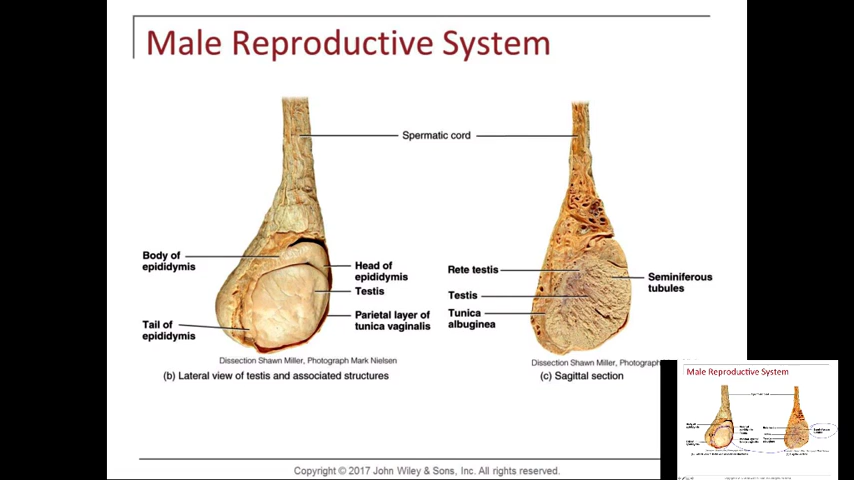 Male Reproductive System
Spermatic cord
Body of
epididymis
Head of
epididymis
Testis
Parietal layer of
tunica vaginalis
Tail of
epididymis
Rete testis
Testis
Tunica
albuginea
Seminiferous
tubules
Dissection Shawn Miller, Photograph Mark Nielsen
(b) Lateral view of testis and associated structures
Dissection Shawn Miller, Photograph
(c) Sagittal section
Copyright © 2017 John Wiley & Sons, Inc. All rights reserved.
Male Reproductive System